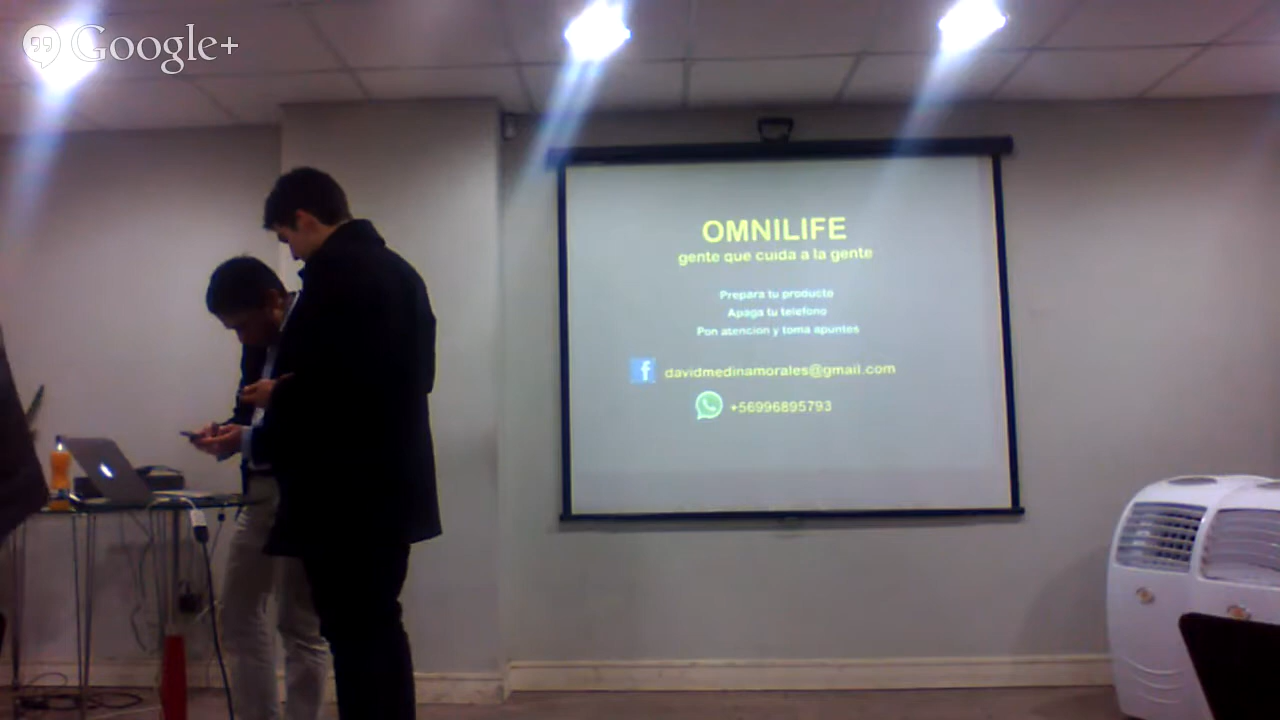 Google+
OMNILIFE
gente que cuida a la gente
Prepara tu producto
Apaga tu telefono
Pon atencion y toma apuntes
f davidmedinamorales@gmail.com
+56996895793